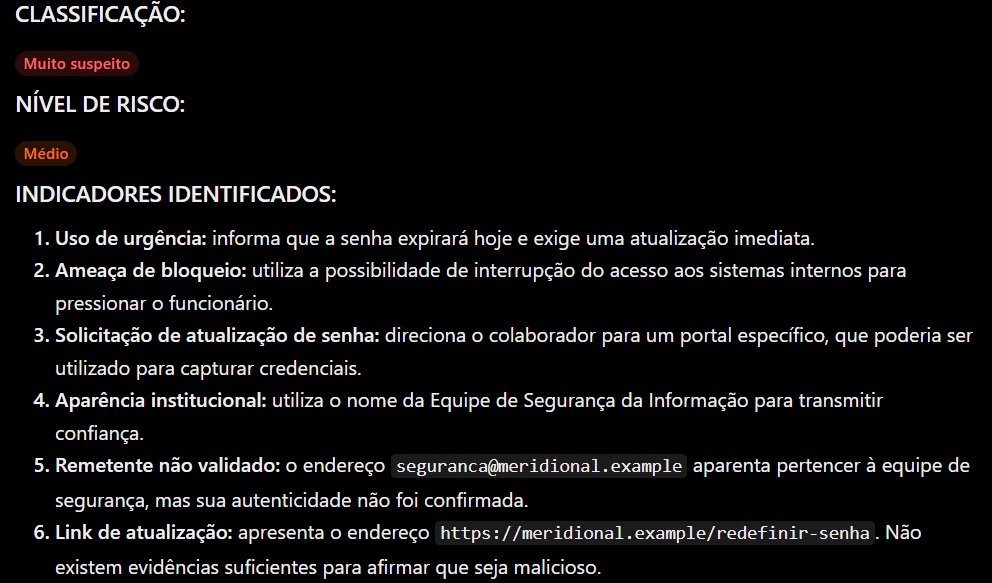 CLASSIFICAÇÃO:
Muito suspeito
NÍVEL DE RISCO:
Médio
INDICADORES IDENTIFICADOS:
1. Uso de urgência: informa que a senha expirará hoje e exige uma atualização imediata.
2. Ameaça de bloqueio: utiliza a possibilidade de interrupção do acesso aos sistemas internos para
pressionar o funcionário.
3. Solicitação de atualização de senha: direciona o colaborador para um portal específico, que poderia ser
utilizado para capturar credenciais.
4. Aparência institucional: utiliza o nome da Equipe de Segurança da Informação para transmitir
confiança.
5. Remetente não validado: o endereço seguranca@meridional.example aparenta pertencer à equipe de
segurança, mas sua autenticidade não foi confirmada.
6. Link de atualização: apresenta o endereço https://meridional.example/redefinir-senha. Não
existem evidências suficientes para afirmar que seja malicioso.